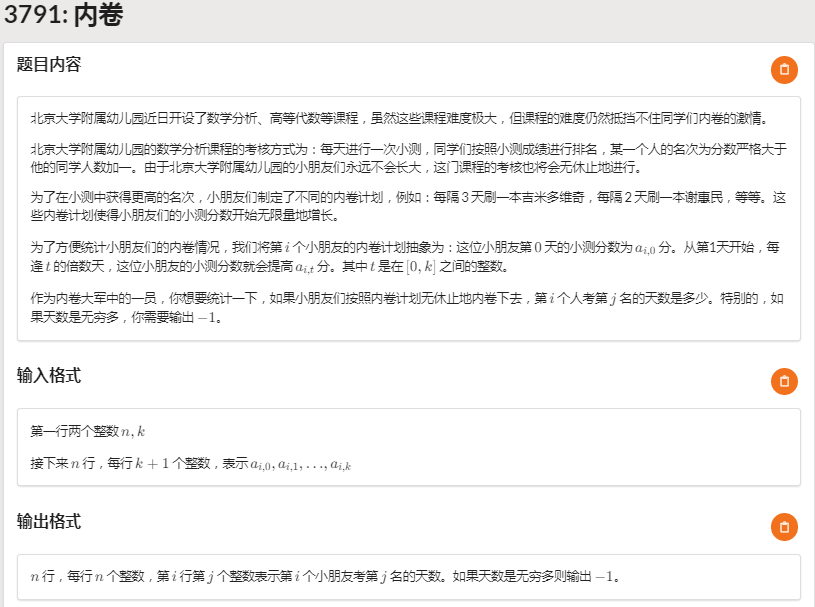 3791: 内卷
题目内容
北京大学附属幼儿园近日开设了数学分析、高等代数等课程，虽然这些课程难度极大，但课程的难度仍然抵挡不住同学们内卷的激情。
北京大学附属幼儿园的数学分析课程的考核方式为：每天进行一次小测，同学们按照小测成绩进行排名，某一个人的名次为分数严格大于
他的同学人数加一。由于北京大学附属幼儿园的小朋友们永远不会长大，这门课程的考核也将会无休止地进行。
为了在小测中获得更高的名次，小朋友们制定了不同的内卷计划，例如：每隔 3 天刷一本吉米多维奇，每隔 2 天刷一本谢惠民，等等。这
些内卷计划使得小朋友们的小测分数开始无限量地增长。
为了方便统计小朋友们的内卷情况，我们将第 i 个小朋友的内卷计划抽象为：这位小朋友第 0 天的小测分数为 a_{i,0} 分。从第1天开始，每
逢 t 的倍数天，这位小朋友的小测分数就会提高 a_{i,t} 分。其中 t 是在 [0, k] 之间的整数。
作为内卷大军中的一员，你想要统计一下，如果小朋友们按照内卷计划无休止地内卷下去，第 i 个人考第 j 名的天数是多少。特别的，如
果天数是无穷多，你需要输出 −1。
输入格式
第一行两个整数 n, k
接下来 n 行，每行 k + 1 个整数，表示 a_{i,0}, a_{i,1}, . . . , a_{i,k}
输出格式
n 行，每行 n 个整数，第 i 行第 j 个整数表示第 i 个小朋友考第 j 名的天数。如果天数是无穷多则输出 −1。